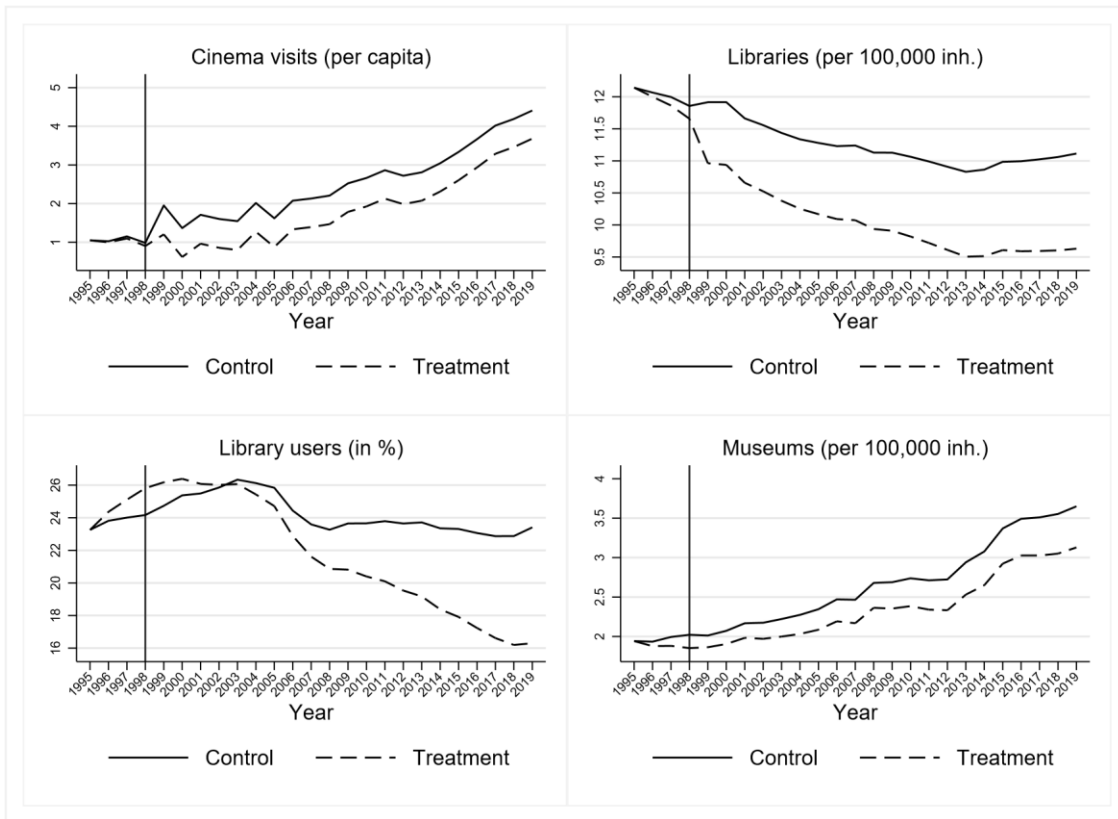 Cinema visits (per capita)
5
4
3
2
1
1995 1996 1997 1998 1999 2000 2001 2002 2003 2004 2005 2006 2007 2008 2009 2010 2011 2012 2013 2014 2015 2016 2017 2018 2019
Year
Control Treatment
Libraries (per 100,000 inh.)
12
11.5
11
10.5
10
9.5
1995 1996 1997 1998 1999 2000 2001 2002 2003 2004 2005 2006 2007 2008 2009 2010 2011 2012 2013 2014 2015 2016 2017 2018 2019
Year
Control Treatment
Library users (in %)
26
24
22
20
18
16
1995 1996 1997 1998 1999 2000 2001 2002 2003 2004 2005 2006 2007 2008 2009 2010 2011 2012 2013 2014 2015 2016 2017 2018 2019
Year
Control Treatment
Museums (per 100,000 inh.)
4
3.5
3
2.5
2
1995 1996 1997 1998 1999 2000 2001 2002 2003 2004 2005 2006 2007 2008 2009 2010 2011 2012 2013 2014 2015 2016 2017 2018 2019
Year
Control Treatment